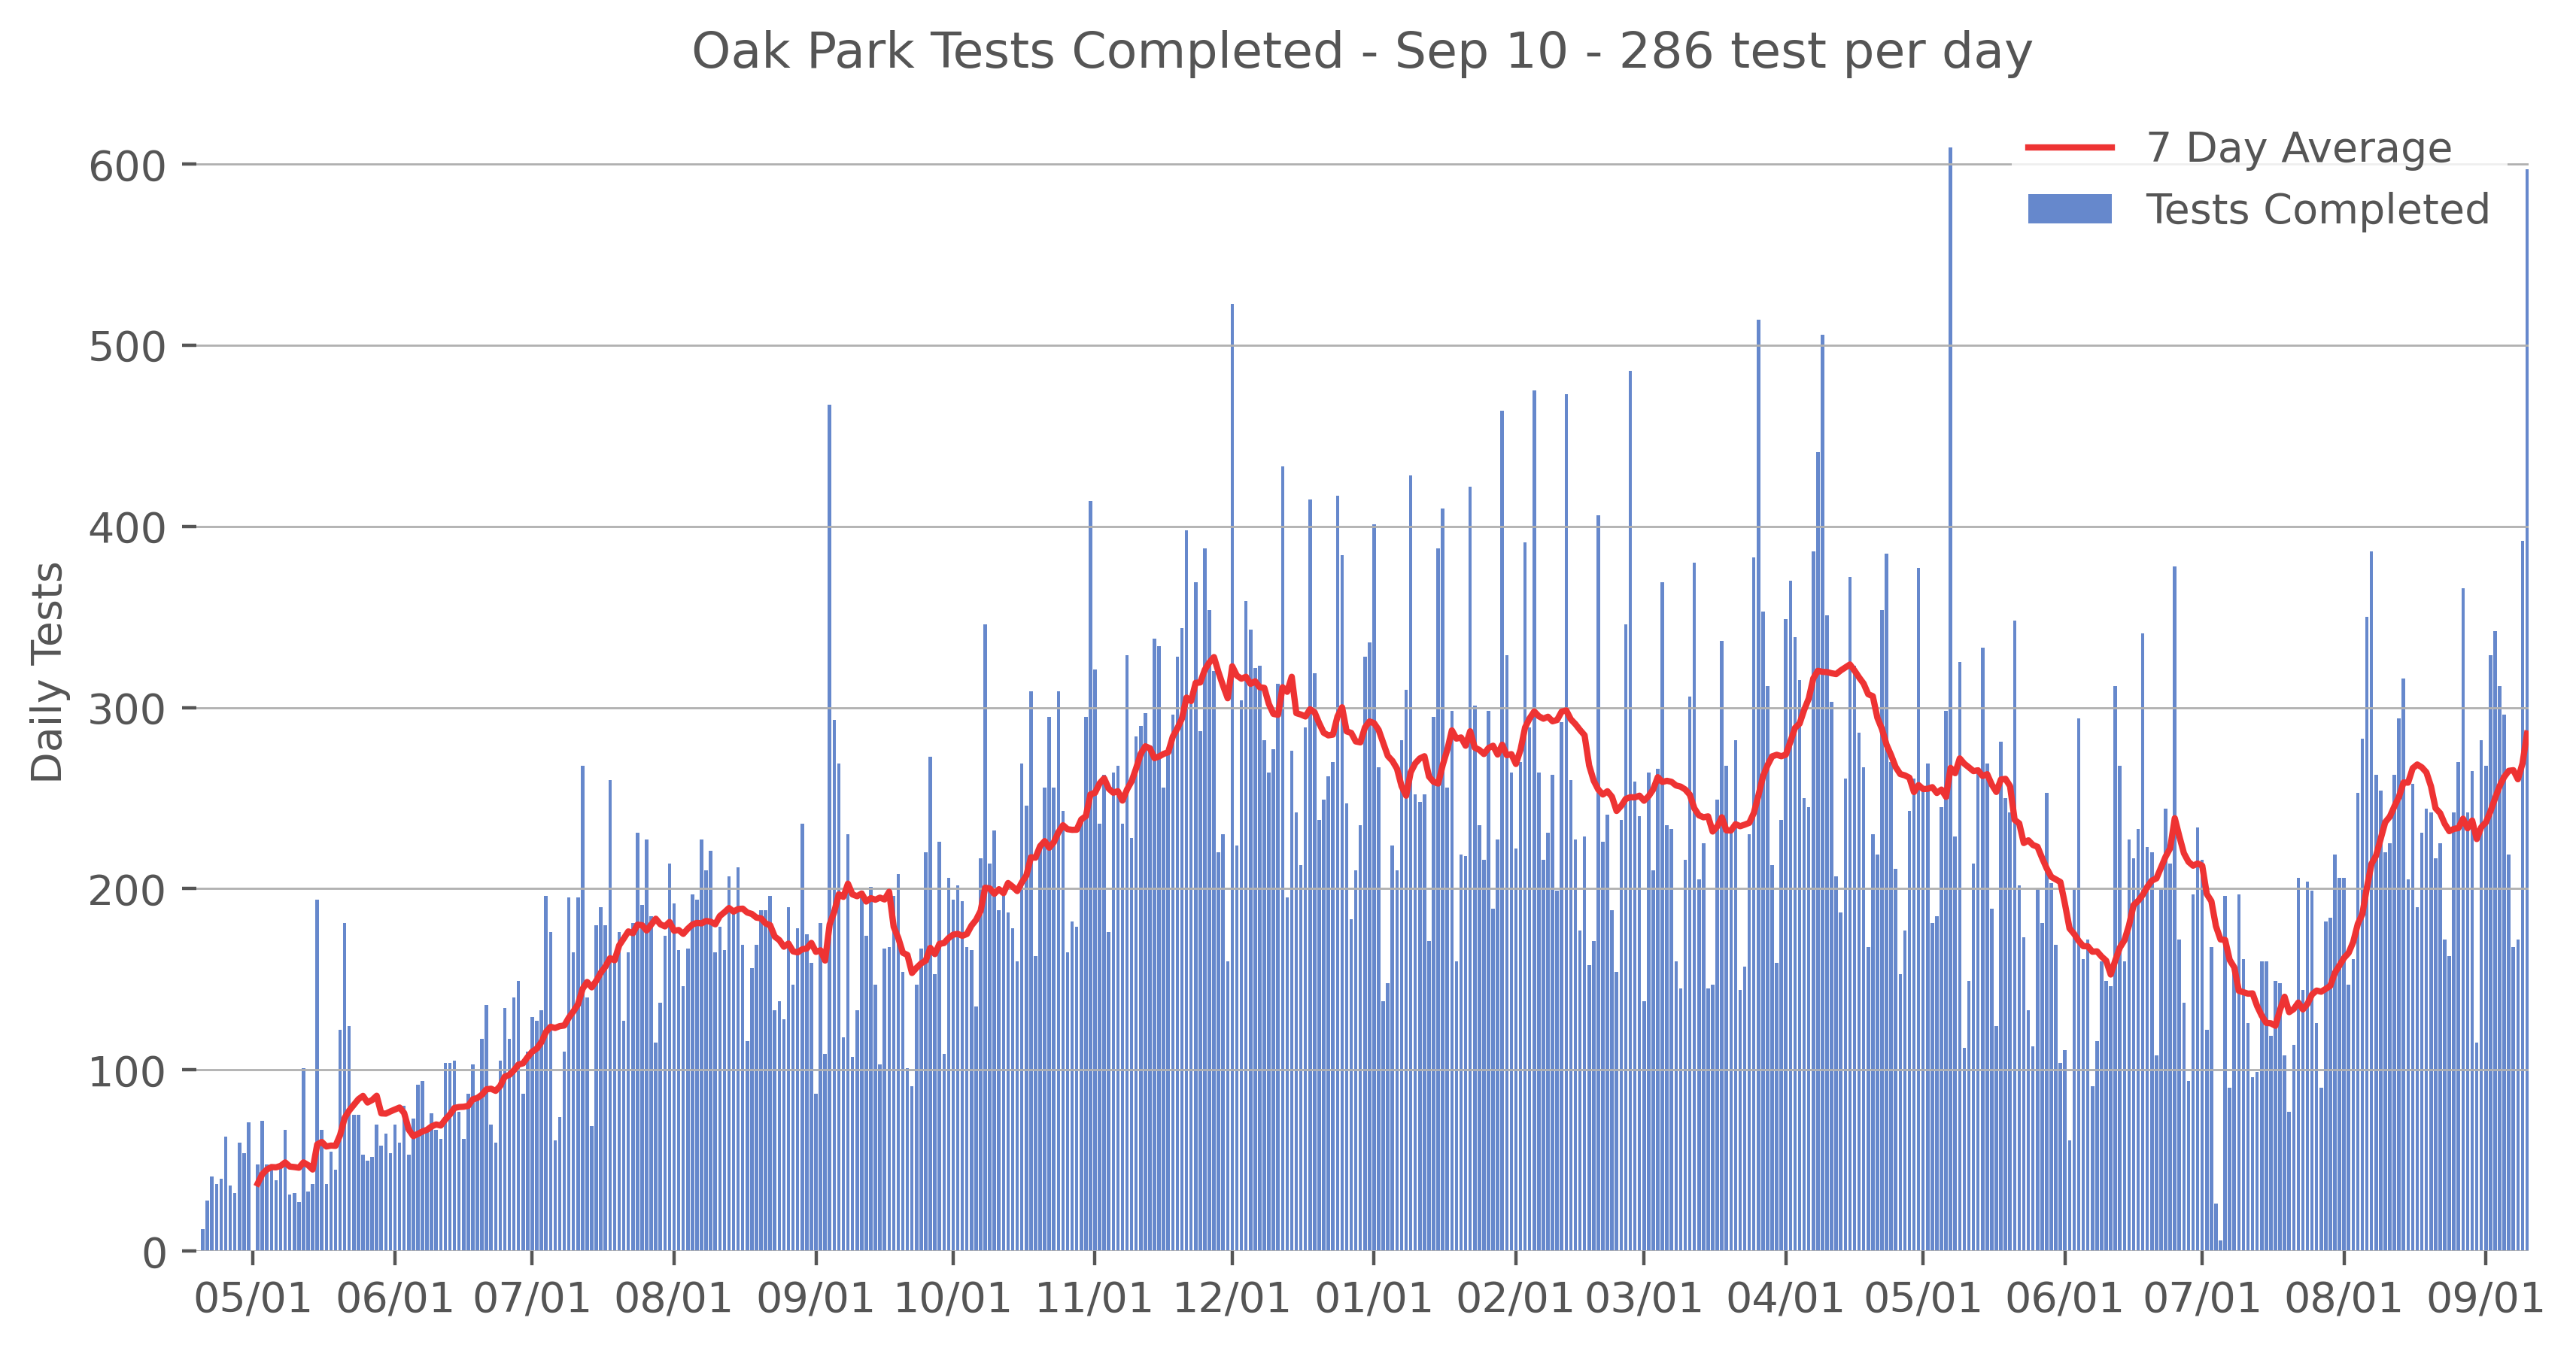 Oak Park Tests Completed - Sep 10 - 286 test per day
7 Day Average
Tests Completed
Daily Tests
600
500
400
300
200
100
0
05/01 06/01 07/01 08/01 09/01 10/01 11/01 12/01 01/01 02/01 03/01 04/01 05/01 06/01 07/01 08/01 09/01